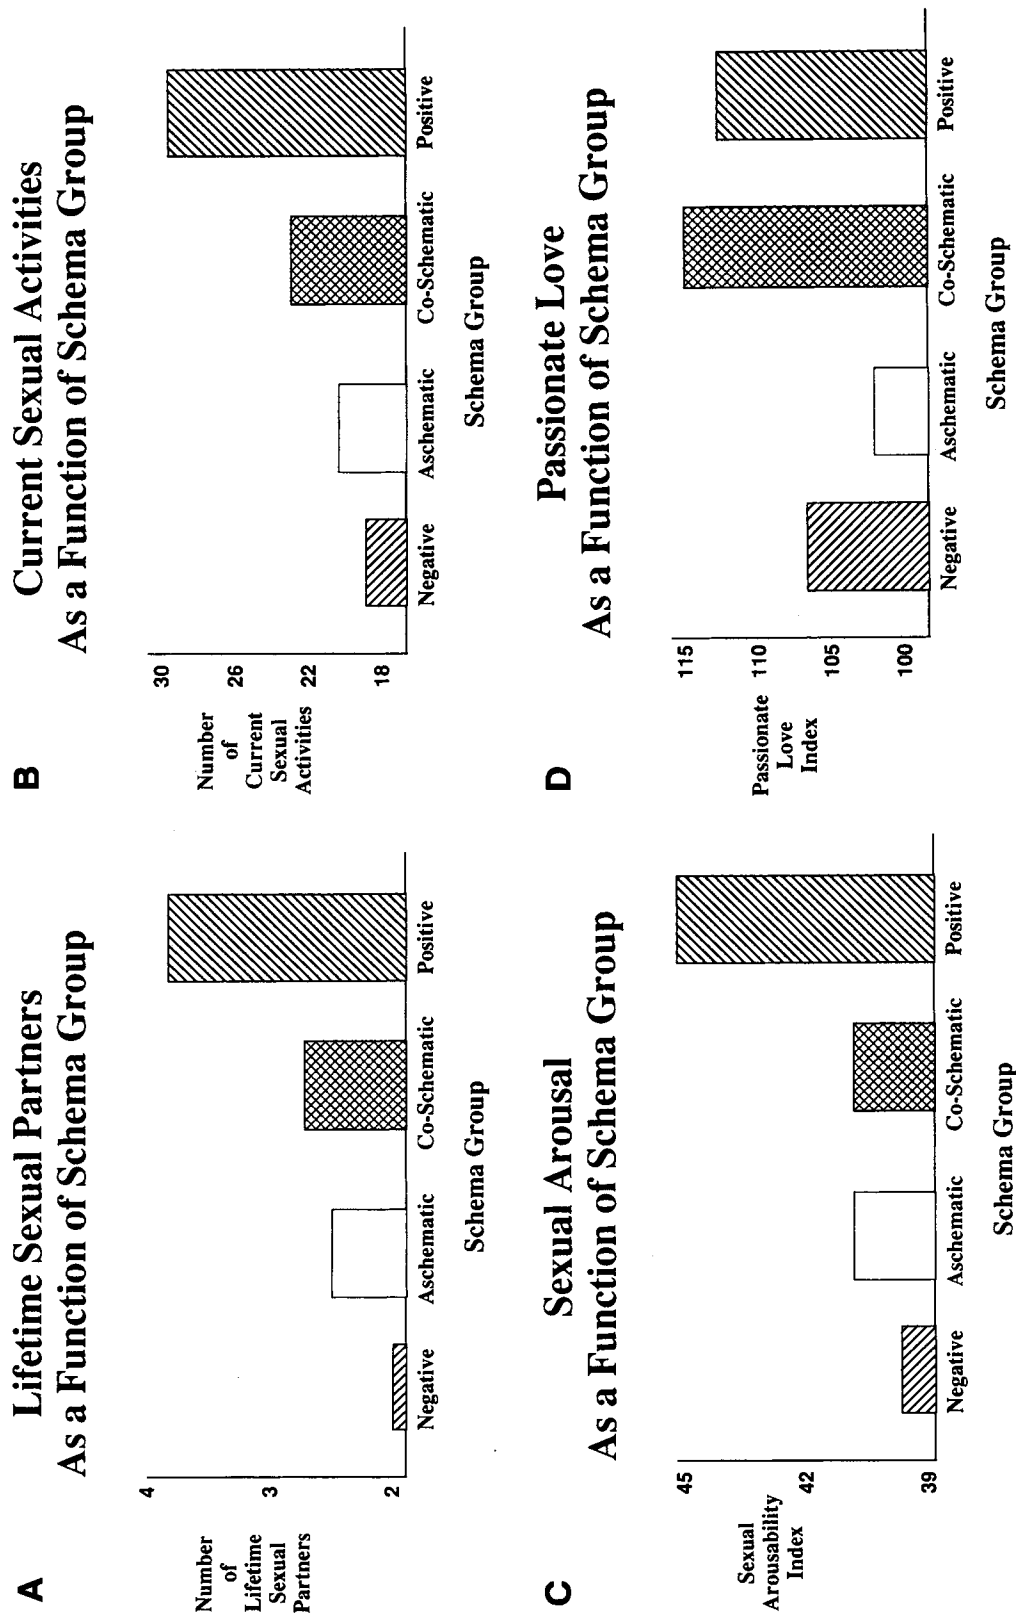 A
Lifetime Sexual Partners
As a Function of Schema Group
Number
of
Lifetime
Sexual
Partners
4
3
2
Negative
Aschematic
Co-Schematic
Positive
Schema Group
B
Current Sexual Activities
As a Function of Schema Group
Number
of
Current
Sexual
Activities
30
26
22
18
Negative
Aschematic
Co-Schematic
Positive
Schema Group
C
Sexual Arousal
As a Function of Schema Group
Sexual
Arousability
Index
45
42
39
Negative
Aschematic
Co-Schematic
Positive
Schema Group
D
Passionate Love
As a Function of Schema Group
Passionate
Love
Index
115
110
105
100
Negative
Aschematic
Co-Schematic
Positive
Schema Group